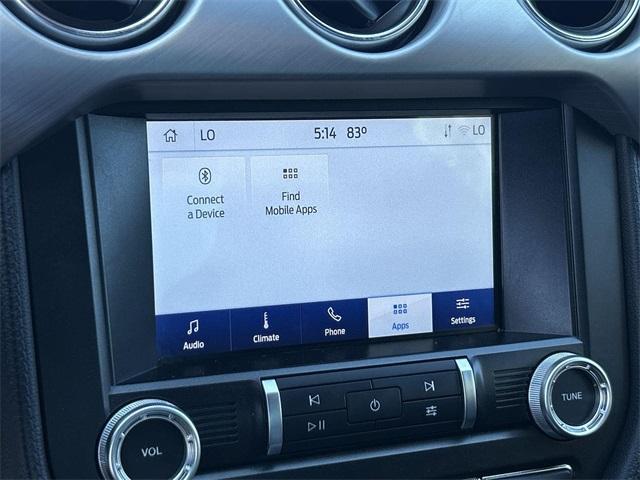 LO 5:14 83° LO
Connect
a Device
Find
Mobile Apps
Audio
Climate
Phone
Apps
Settings
VOL
TUNE